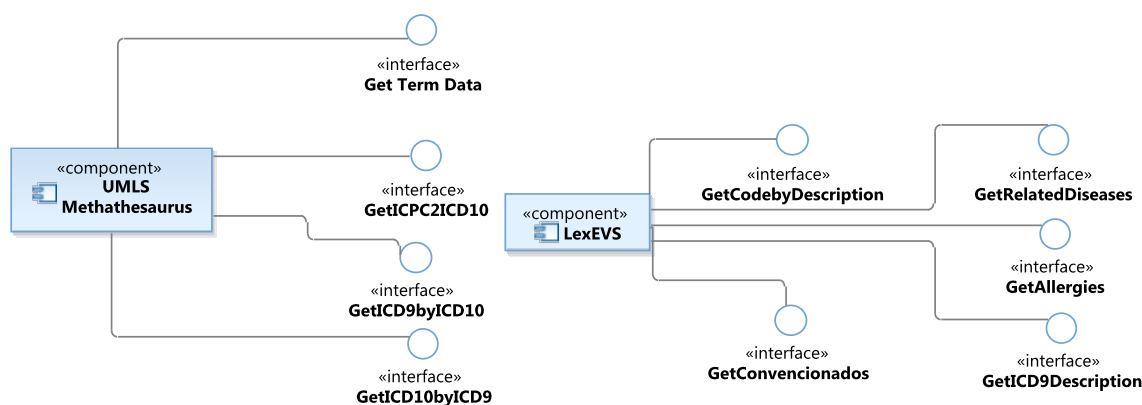 «interface»
Get Term Data
«component»
UMLS
Methathesaurus
«interface»
GetICPC2ICD10
«interface»
GetICD9byICD10
«interface»
GetICD10byICD9
«component»
LexEVS
«interface»
GetCodebyDescription
«interface»
GetRelatedDiseases
«interface»
GetAllergies
«interface»
GetConvencionados
«interface»
GetICD9Description